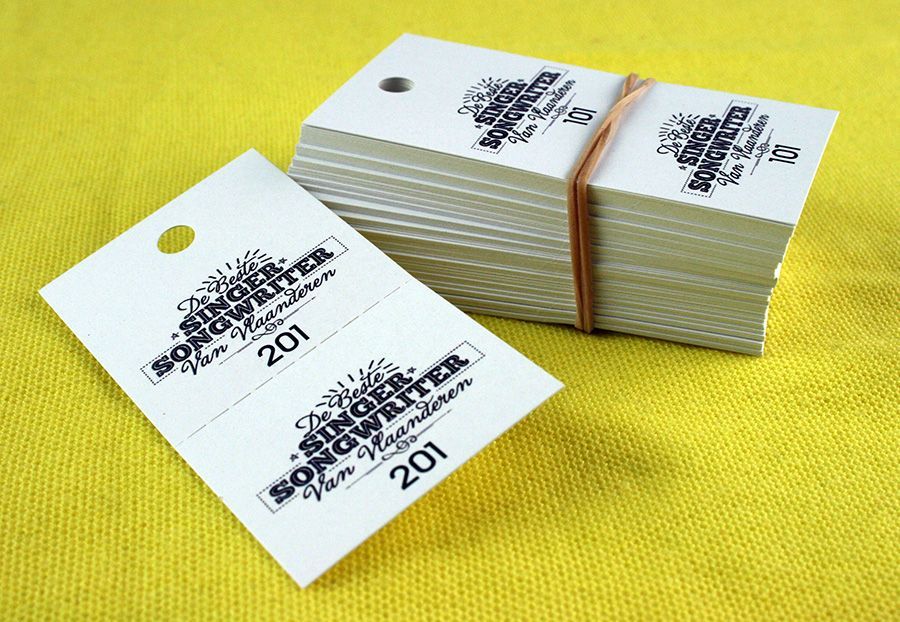 De Beste
SINGER
SONGWRITER
Van Vlaanderen
101
De Beste
SINGER
SONGWRITER
Van Vlaanderen
101
De Beste
SINGER
SONGWRITER
Van Vlaanderen
201
De Beste
SINGER
SONGWRITER
Van Vlaanderen
201